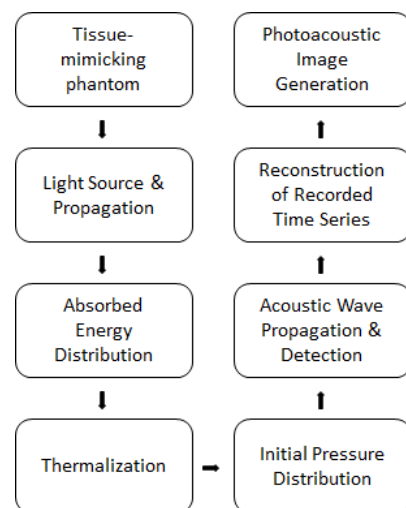 Tissue-
mimicking
phantom
Light Source &
Propagation
Absorbed
Energy
Distribution
Thermalization
Initial Pressure
Distribution
Acoustic Wave
Propagation &
Detection
Reconstruction
of Recorded
Time Series
Photoacoustic
Image
Generation